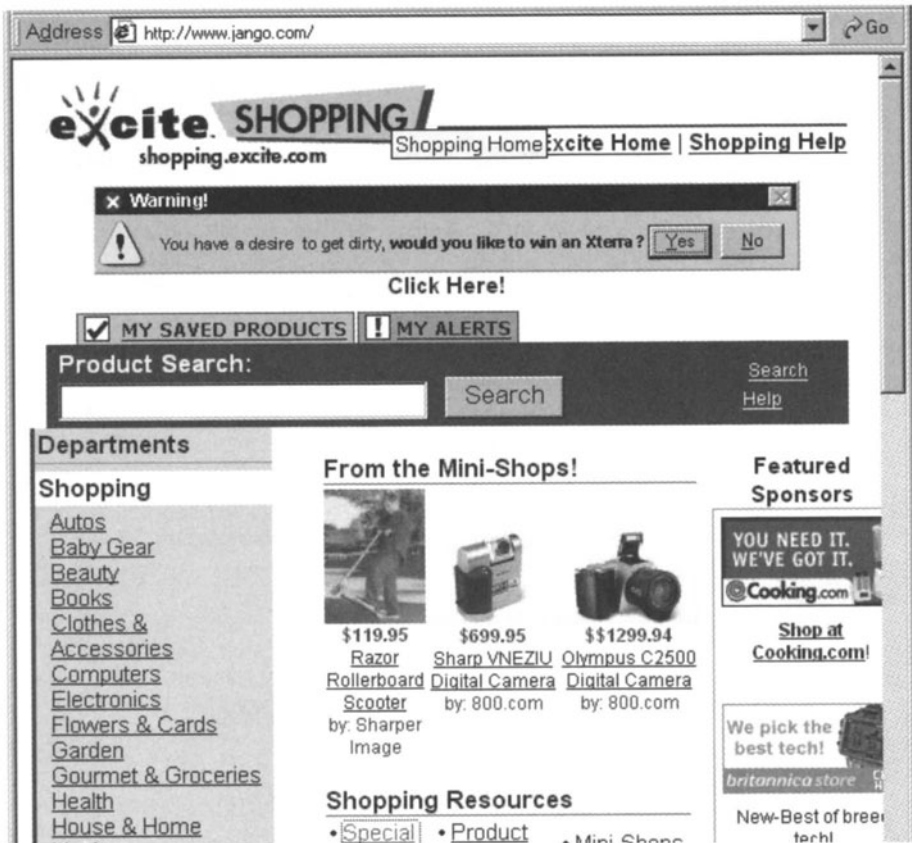 Address http://www.jango.com/ Go
excite. SHOPPING
shopping.excite.com
Shopping Home xcite Home | Shopping Help
x Warning!
You have a desire to get dirty, would you like to win an Xterra? Yes No
Click Here!
MY SAVED PRODUCTS ! MY ALERTS
Product Search:
Search
Search
Help
Departments
Shopping
Autos
Baby Gear
Beauty
Books
Clothes &
Accessories
Computers
Electronics
Flowers & Cards
Garden
Gourmet & Groceries
Health
House & Home
From the Mini-Shops!
$119.95
Razor
Rollerboard
Scooter
by: Sharper
Image
$699.95
Sharp VNEZIU
Digital Camera
by: 800.com
$$1299.94
Olympus C2500
Digital Camera
by: 800.com
Shopping Resources
• Special • Product • Mini-Shops
Featured
Sponsors
YOU NEED IT.
WE'VE GOT IT.
Cooking.com
Shop at
Cooking.com!
We pick the
best tech!
britannica store
New-Best of breed
tech!